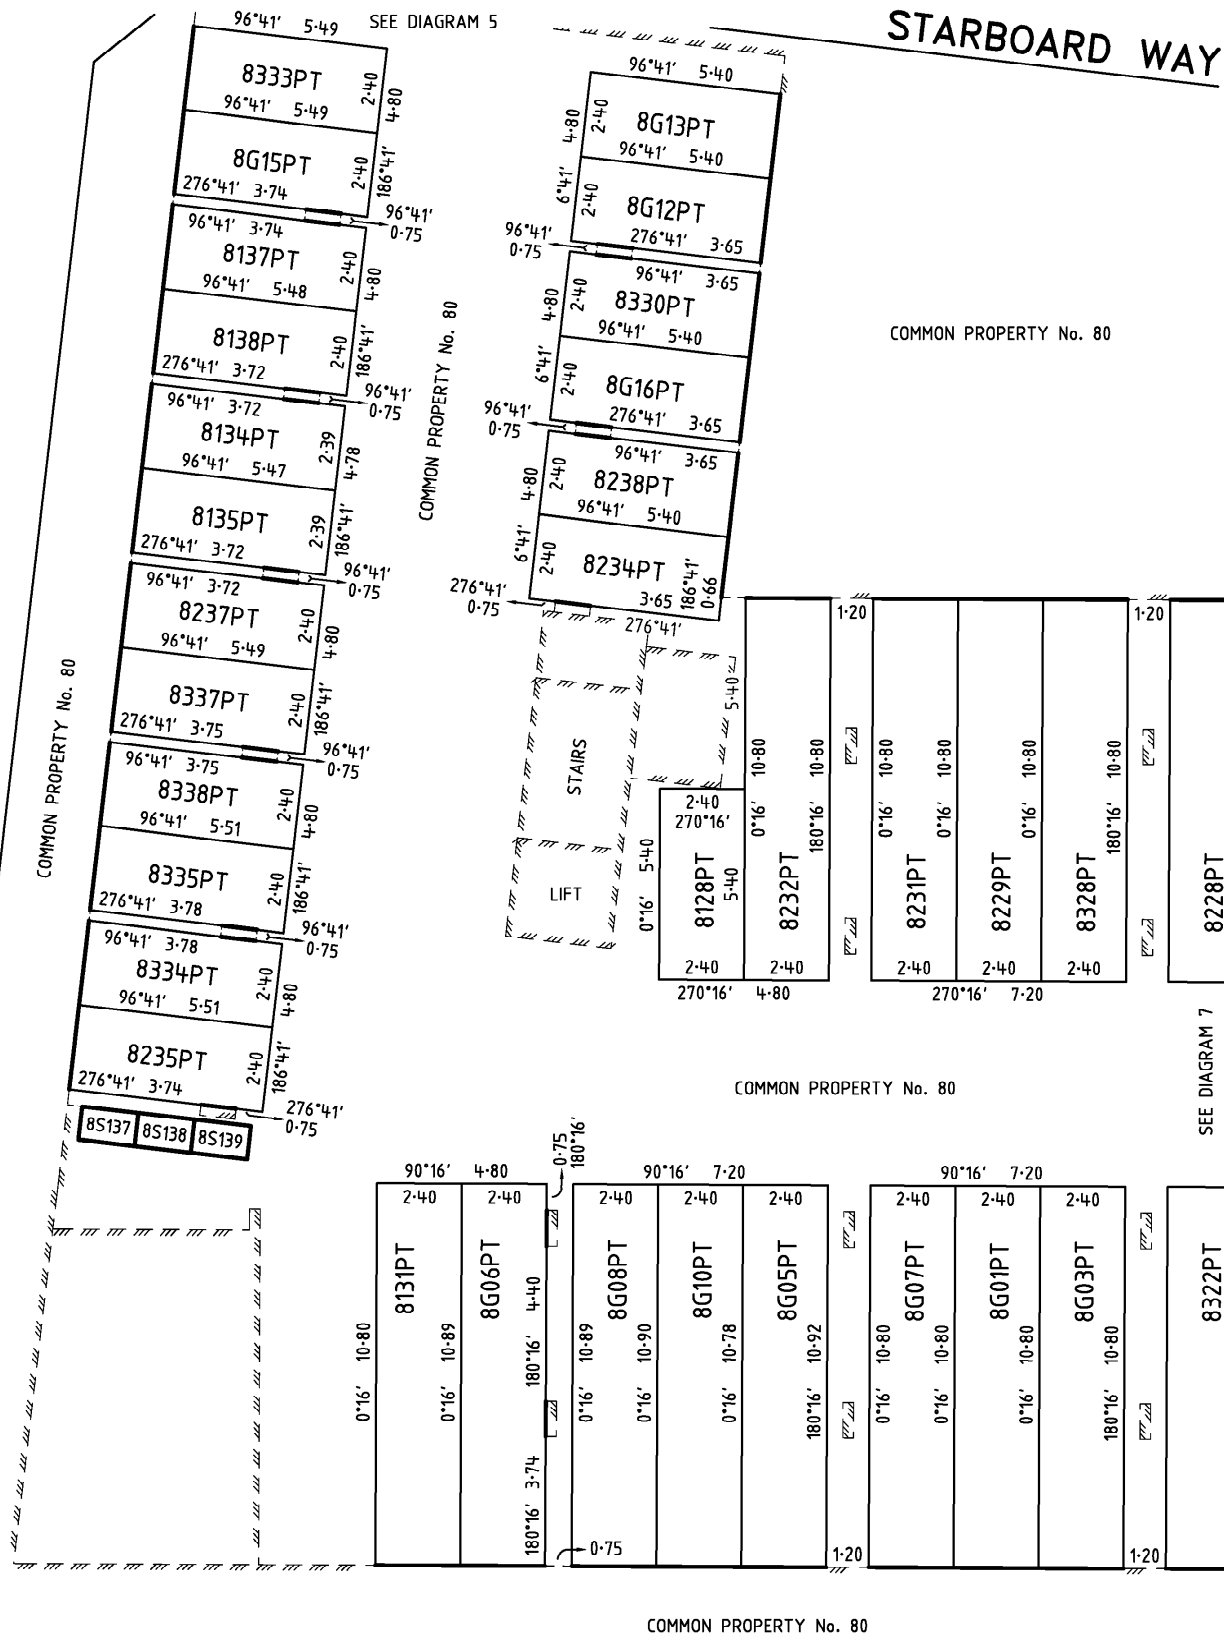 STARBOARD WAY
SEE DIAGRAM 5
96°41' 5·49
8333PT
2·40
4·80
96°41' 5·49
8G15PT
2·40
186°41'
276°41' 3·74
96°41'
0·75
96°41' 3·74
8137PT
2·40
4·80
96°41' 5·48
8138PT
2·40
186°41'
276°41' 3·72
96°41'
0·75
96°41' 3·72
8134PT
2·39
4·78
96°41' 5·47
8135PT
2·39
186°41'
276°41' 3·72
96°41'
0·75
96°41' 3·72
8237PT
2·40
4·80
96°41' 5·49
8337PT
2·40
186°41'
276°41' 3·75
96°41'
0·75
96°41' 3·75
8338PT
2·40
4·80
96°41' 5·51
8335PT
2·40
186°41'
276°41' 3·78
96°41'
0·75
96°41' 3·78
8334PT
2·40
4·80
96°41' 5·51
8235PT
2·40
186°41'
276°41' 3·74
276°41'
0·75
8S137
8S138
8S139
COMMON PROPERTY No. 80
COMMON PROPERTY No. 80
96°41' 5·40
8G13PT
2·40
4·80
96°41' 5·40
8G12PT
2·40
6°41'
276°41' 3·65
96°41'
0·75
96°41' 3·65
8330PT
2·40
4·80
96°41' 5·40
8G16PT
2·40
6°41'
276°41' 3·65
96°41'
0·75
96°41' 3·65
8238PT
2·40
4·80
96°41' 5·40
8234PT
2·40
6°41'
3·65
186°41'
0·66
276°41'
276°41'
0·75
COMMON PROPERTY No. 80
STAIRS
LIFT
5·40
2·40
270°16'
0°16' 5·40
8128PT
5·40
2·40
0°16' 10·80
8232PT
180°16' 10·80
2·40
270°16' 4·80
1·20
0°16' 10·80
8231PT
0°16' 10·80
2·40
8229PT
0°16' 10·80
2·40
8328PT
180°16' 10·80
2·40
270°16' 7·20
1·20
8228PT
SEE DIAGRAM 7
COMMON PROPERTY No. 80
90°16' 4·80
2·40
2·40
0°16' 10·80
8131PT
0°16' 10·89
8G06PT
180°16' 4·40
180°16' 3·74
0·75
180°16'
0·75
90°16' 7·20
2·40
2·40
2·40
0°16' 10·89
8G08PT
0°16' 10·90
8G10PT
0°16' 10·78
8G05PT
180°16' 10·92
1·20
90°16' 7·20
2·40
2·40
2·40
0°16' 10·80
8G07PT
0°16' 10·80
8G01PT
0°16' 10·80
8G03PT
180°16' 10·80
1·20
8322PT
COMMON PROPERTY No. 80